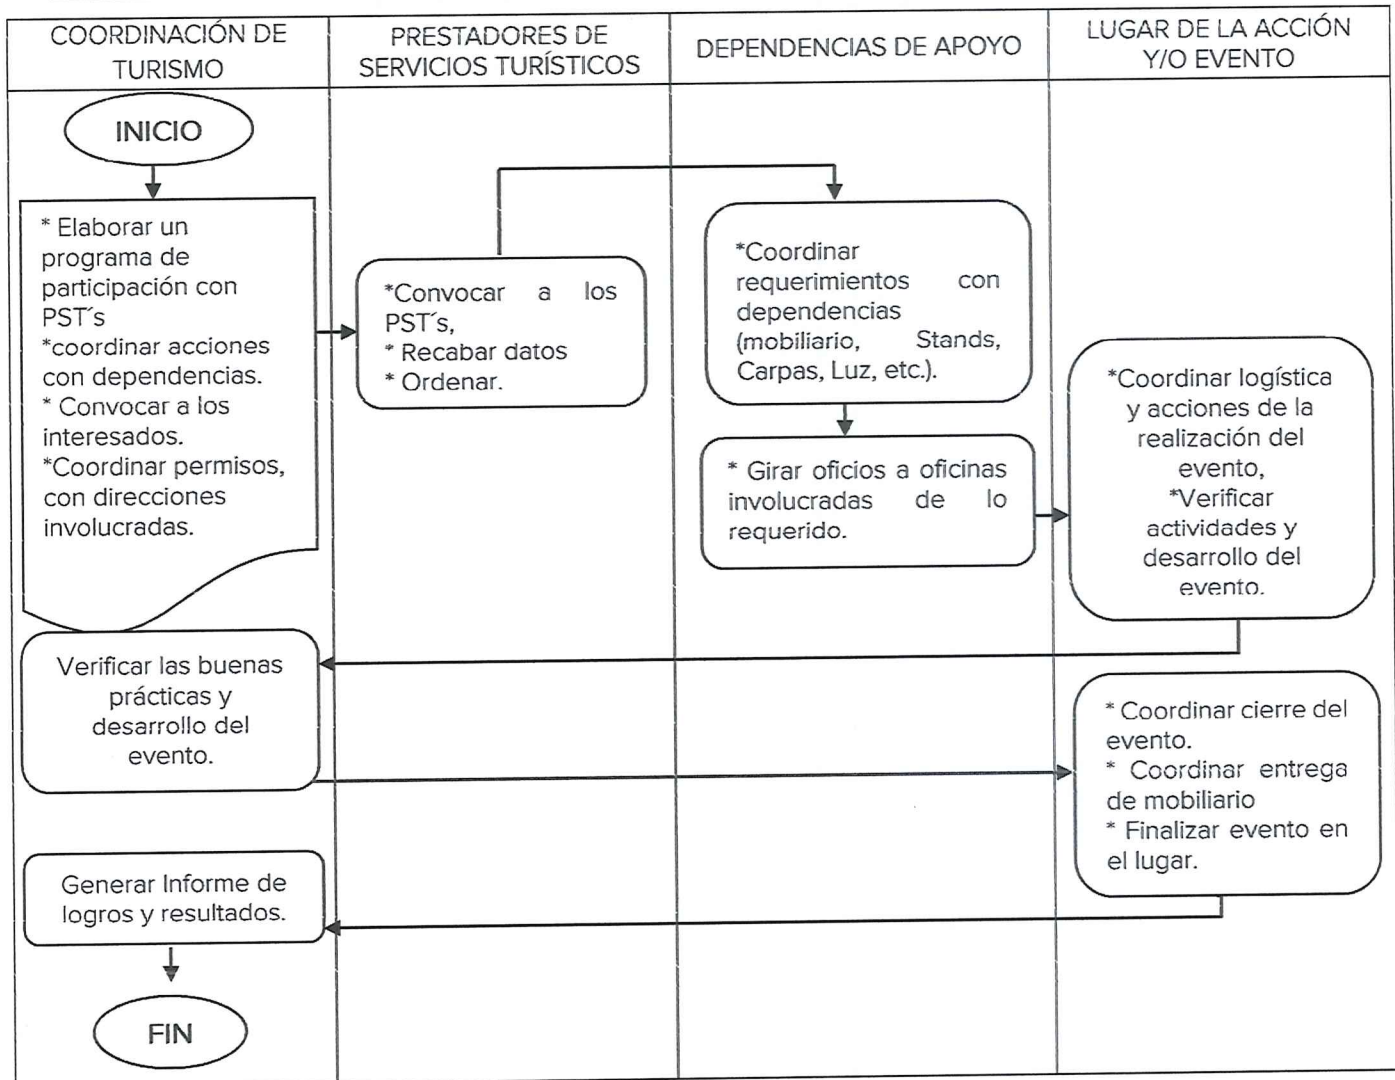 COORDINACIÓN DE
TURISMO
PRESTADORES DE
SERVICIOS TURÍSTICOS
DEPENDENCIAS DE APOYO
LUGAR DE LA ACCIÓN
Y/O EVENTO
INICIO
* Elaborar un
programa de
participación con
PST´s
*coordinar acciones
con dependencias.
* Convocar a los
interesados.
*Coordinar permisos,
con direcciones
involucradas.
*Convocar a los
PST´s,
* Recabar datos
* Ordenar.
*Coordinar
requerimientos con
dependencias
(mobiliario, Stands,
Carpas, Luz, etc.).
* Girar oficios a oficinas
involucradas de lo
requerido.
*Coordinar logística
y acciones de la
realización del
evento,
*Verificar
actividades y
desarrollo del
evento.
Verificar las buenas
prácticas y
desarrollo del
evento.
* Coordinar cierre del
evento.
* Coordinar entrega
de mobiliario
* Finalizar evento en
el lugar.
Generar Informe de
logros y resultados.
FIN